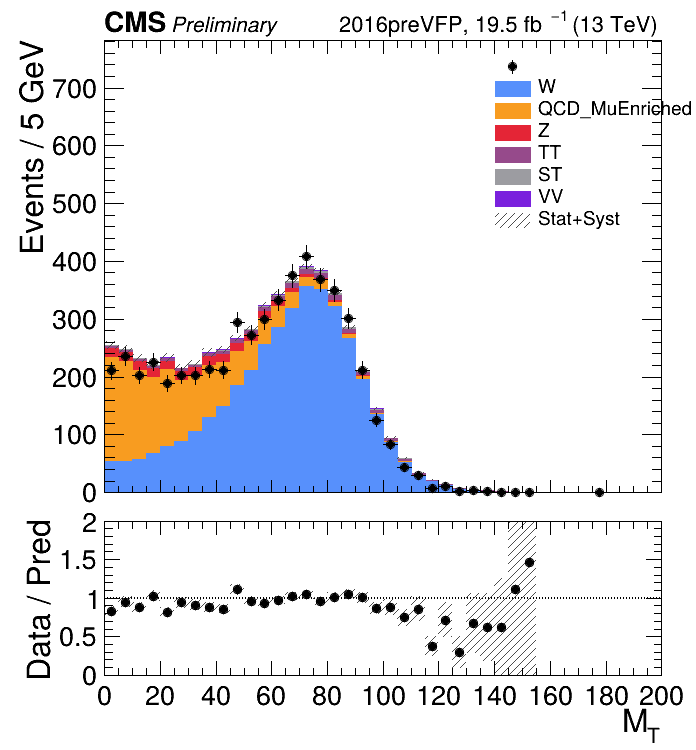 CMS Preliminary 2016preVFP, 19.5 fb⁻¹ (13 TeV)
Events / 5 GeV
700
600
500
400
300
200
100
0
W
QCD_MuEnriched
Z
TT
ST
VV
Stat+Syst
Data / Pred
2
1.5
1
0.5
0
0 20 40 60 80 100 120 140 160 180 200
M_T